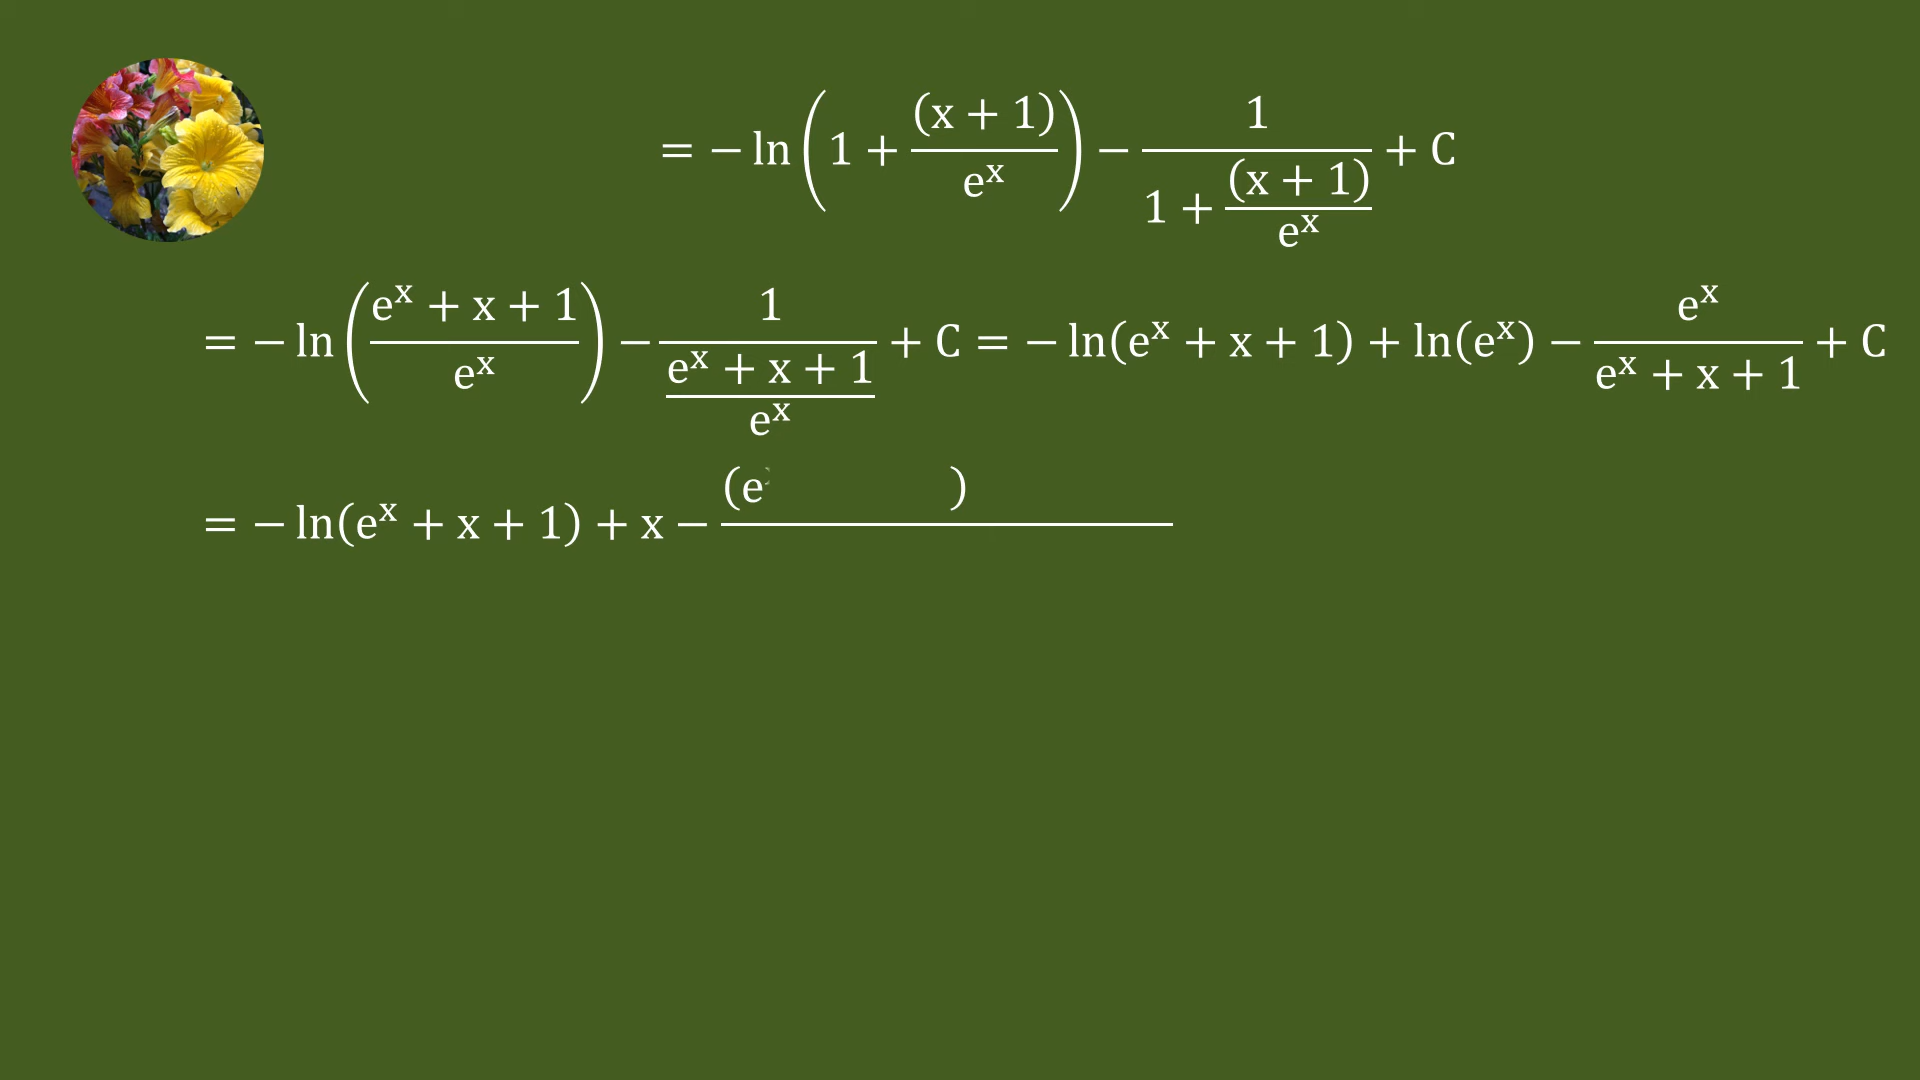 = − ln(1 + (x + 1)/eˣ) − 1/(1 + (x + 1)/eˣ) + C
= − ln((eˣ + x + 1)/eˣ) − 1/((eˣ + x + 1)/eˣ) + C = − ln(eˣ + x + 1) + ln(eˣ) − eˣ/(eˣ + x + 1) + C
= − ln(eˣ + x + 1) + x − (e )